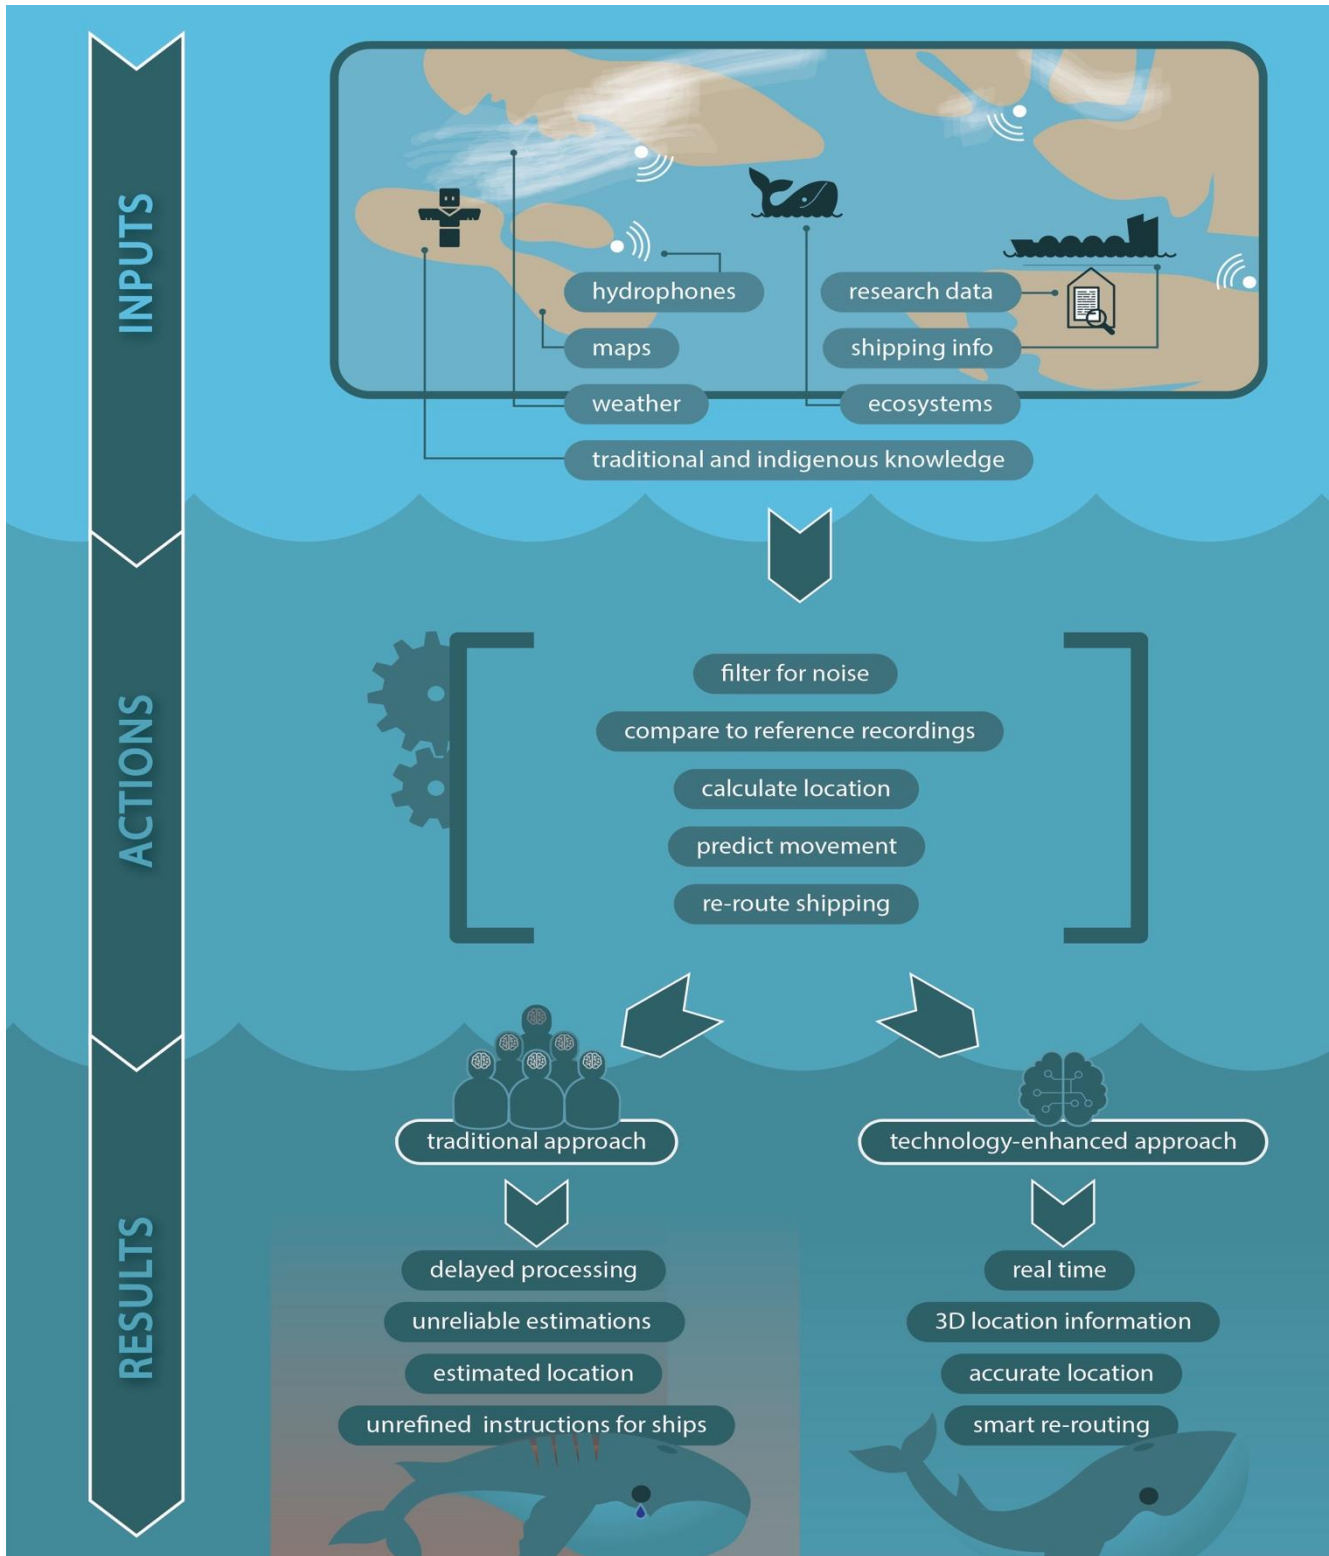 INPUTS
hydrophones
research data
maps
shipping info
weather
ecosystems
traditional and indigenous knowledge
ACTIONS
filter for noise
compare to reference recordings
calculate location
predict movement
re-route shipping
RESULTS
traditional approach
technology-enhanced approach
delayed processing
unreliable estimations
estimated location
unrefined instructions for ships
real time
3D location information
accurate location
smart re-routing